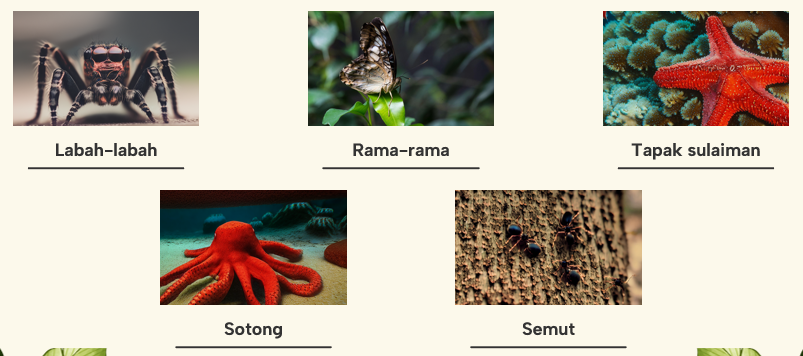 Labah-labah
Rama-rama
Tapak sulaiman
Sotong
Semut